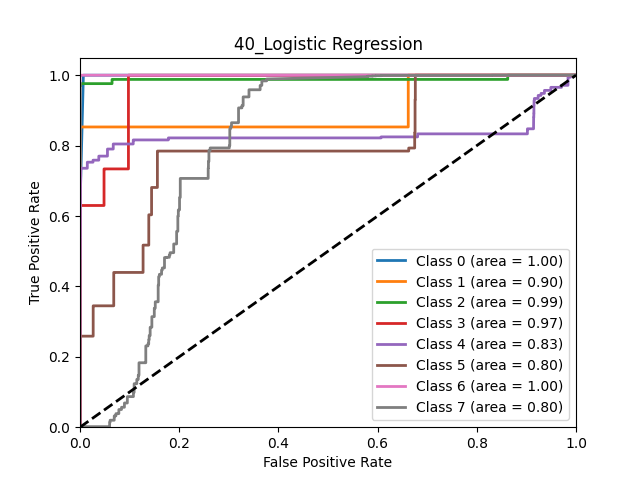 40_Logistic Regression
True Positive Rate
1.0
0.8
0.6
0.4
0.2
0.0
0.0 0.2 0.4 0.6 0.8 1.0
False Positive Rate
Class 0 (area = 1.00)
Class 1 (area = 0.90)
Class 2 (area = 0.99)
Class 3 (area = 0.97)
Class 4 (area = 0.83)
Class 5 (area = 0.80)
Class 6 (area = 1.00)
Class 7 (area = 0.80)